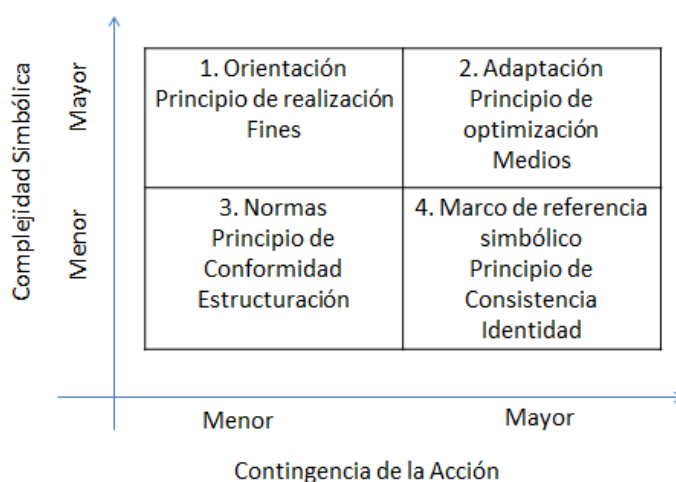 Complejidad Simbólica
Mayor
Menor
1. Orientación
Principio de realización
Fines
2. Adaptación
Principio de
optimización
Medios
3. Normas
Principio de
Conformidad
Estructuración
4. Marco de referencia
simbólico
Principio de
Consistencia
Identidad
Menor
Mayor
Contingencia de la Acción